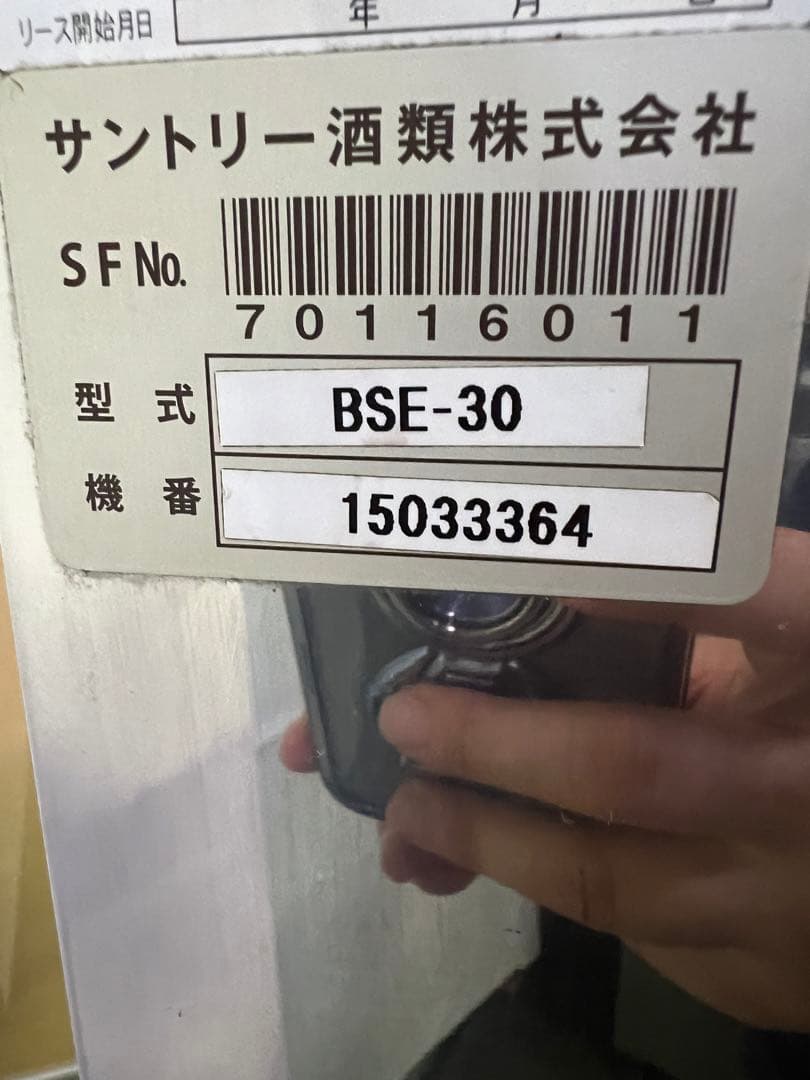 リース開始月日 年 月
サントリー酒類株式会社
SF No.
70116011
型式 BSE-30
機番 15033364